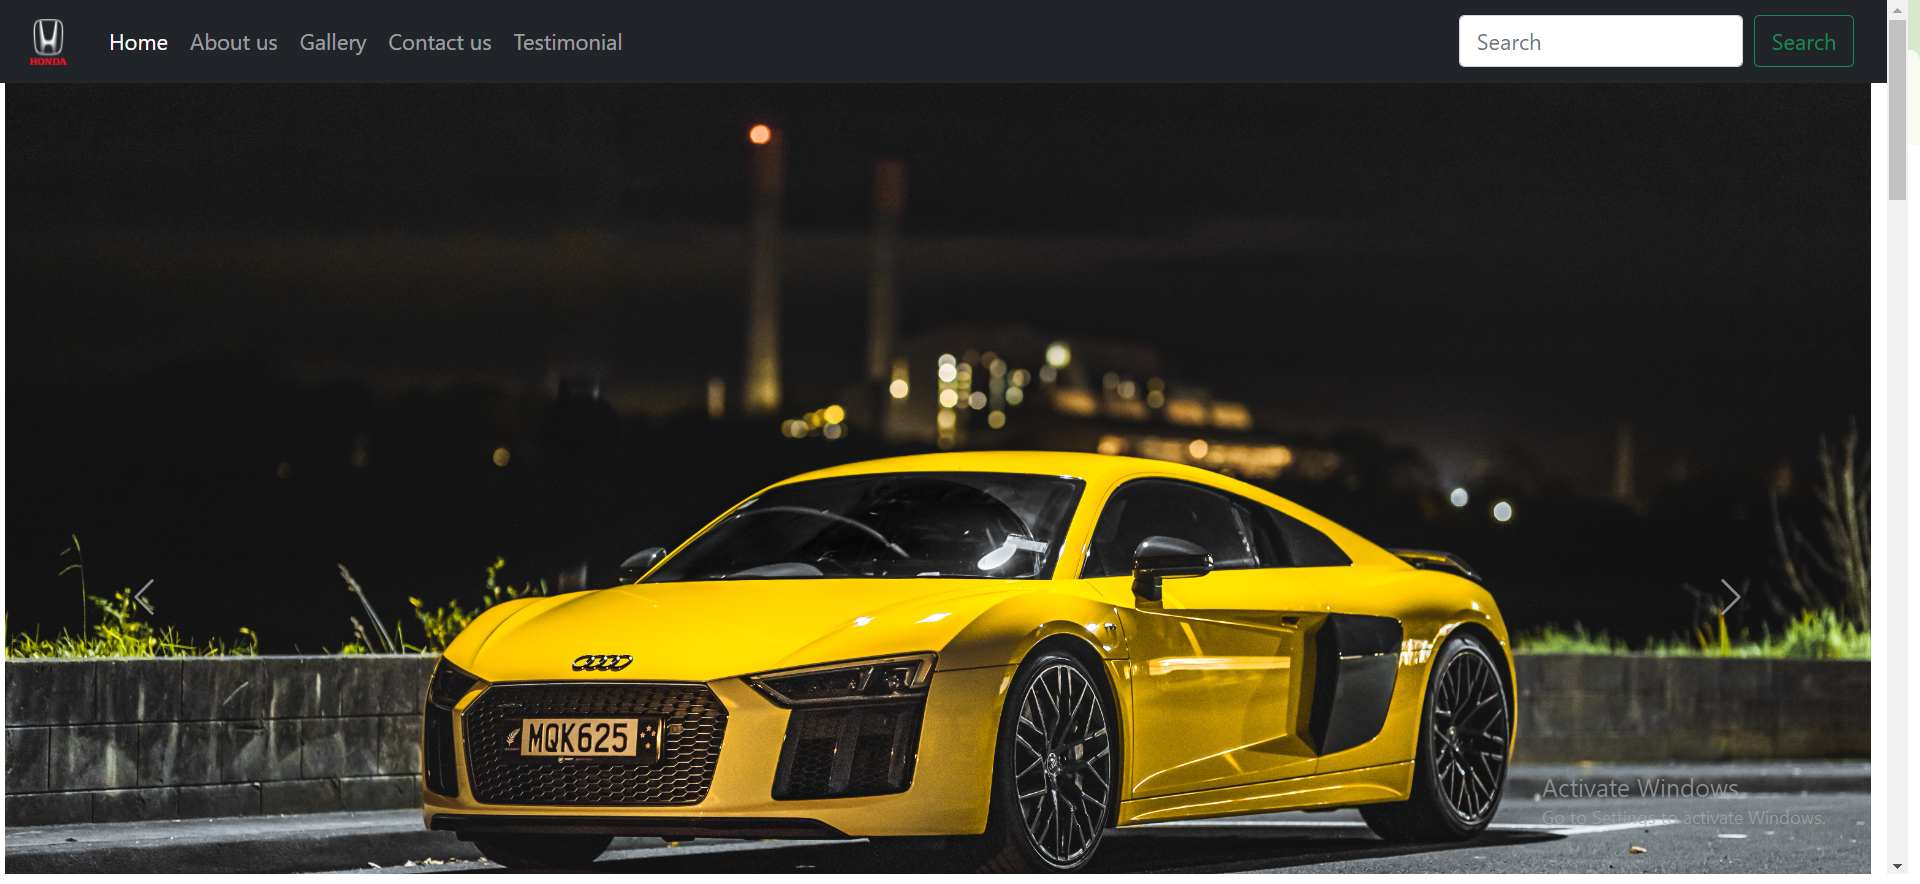 HONDA
Home About us Gallery Contact us Testimonial
Search
Search
MQK625
Activate Windows
Go to Settings to activate Windows.